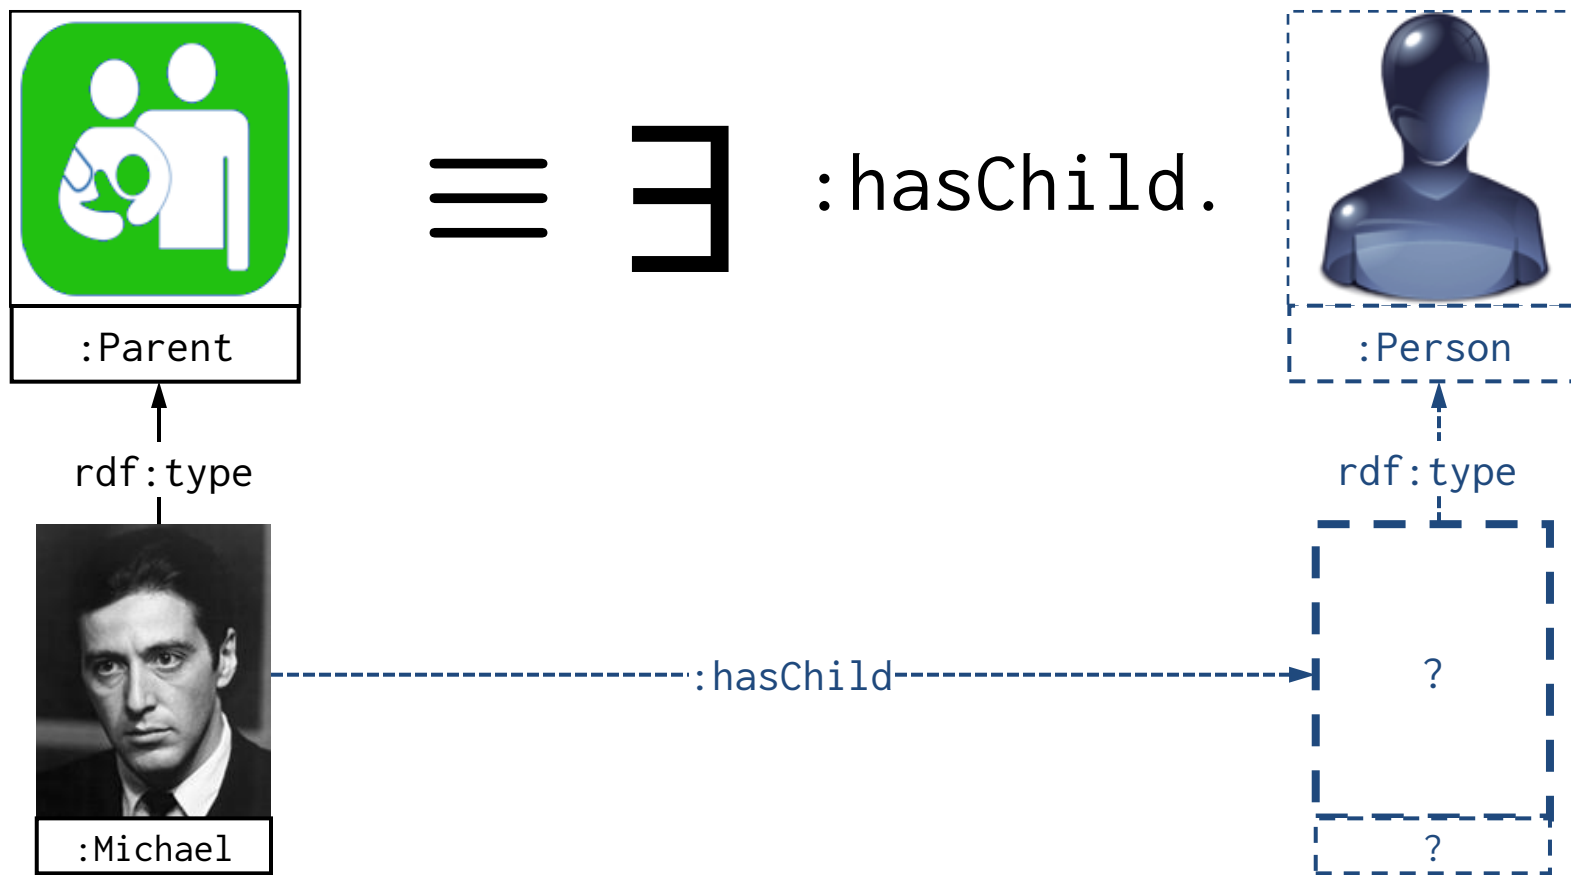 ≡ ∃ :hasChild.
:Parent
:Person
rdf:type
rdf:type
:hasChild
?
:Michael
?